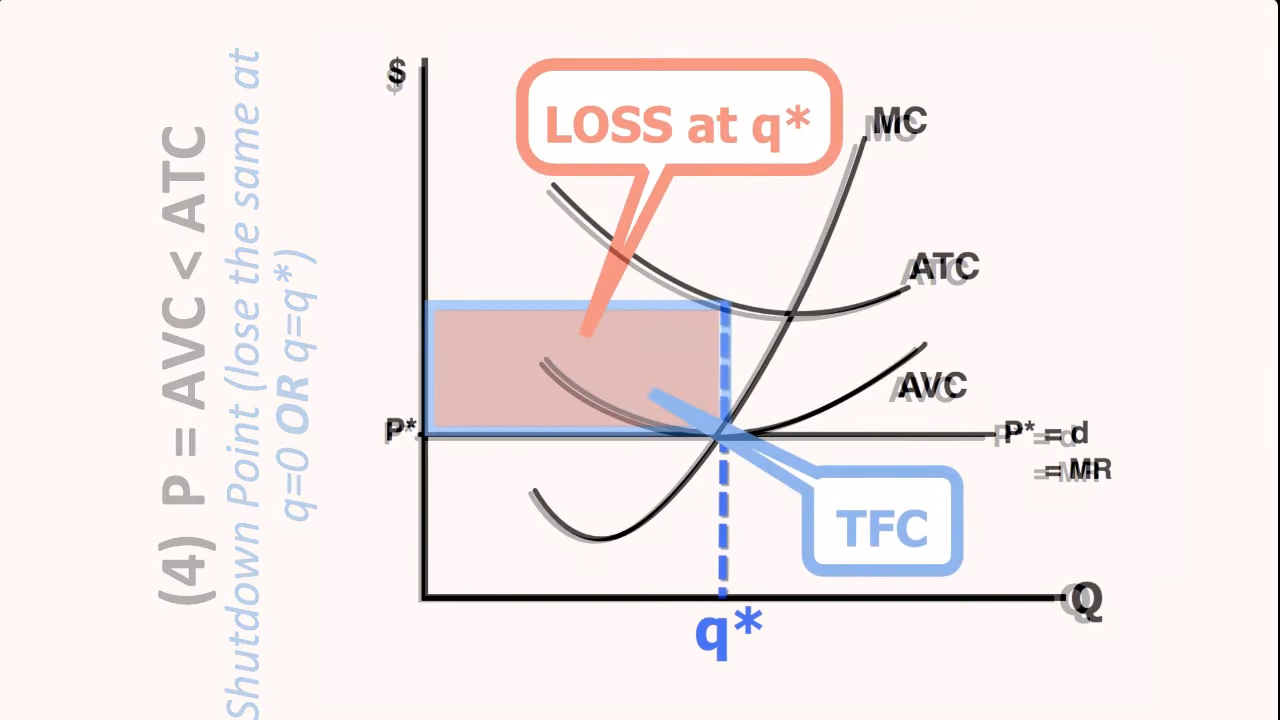 (4) P = AVC < ATC
Shutdown Point (lose the same at
q=0 OR q=q*)
$
LOSS at q*
MC
ATC
AVC
P*
P* = d
= MR
TFC
Q
q*